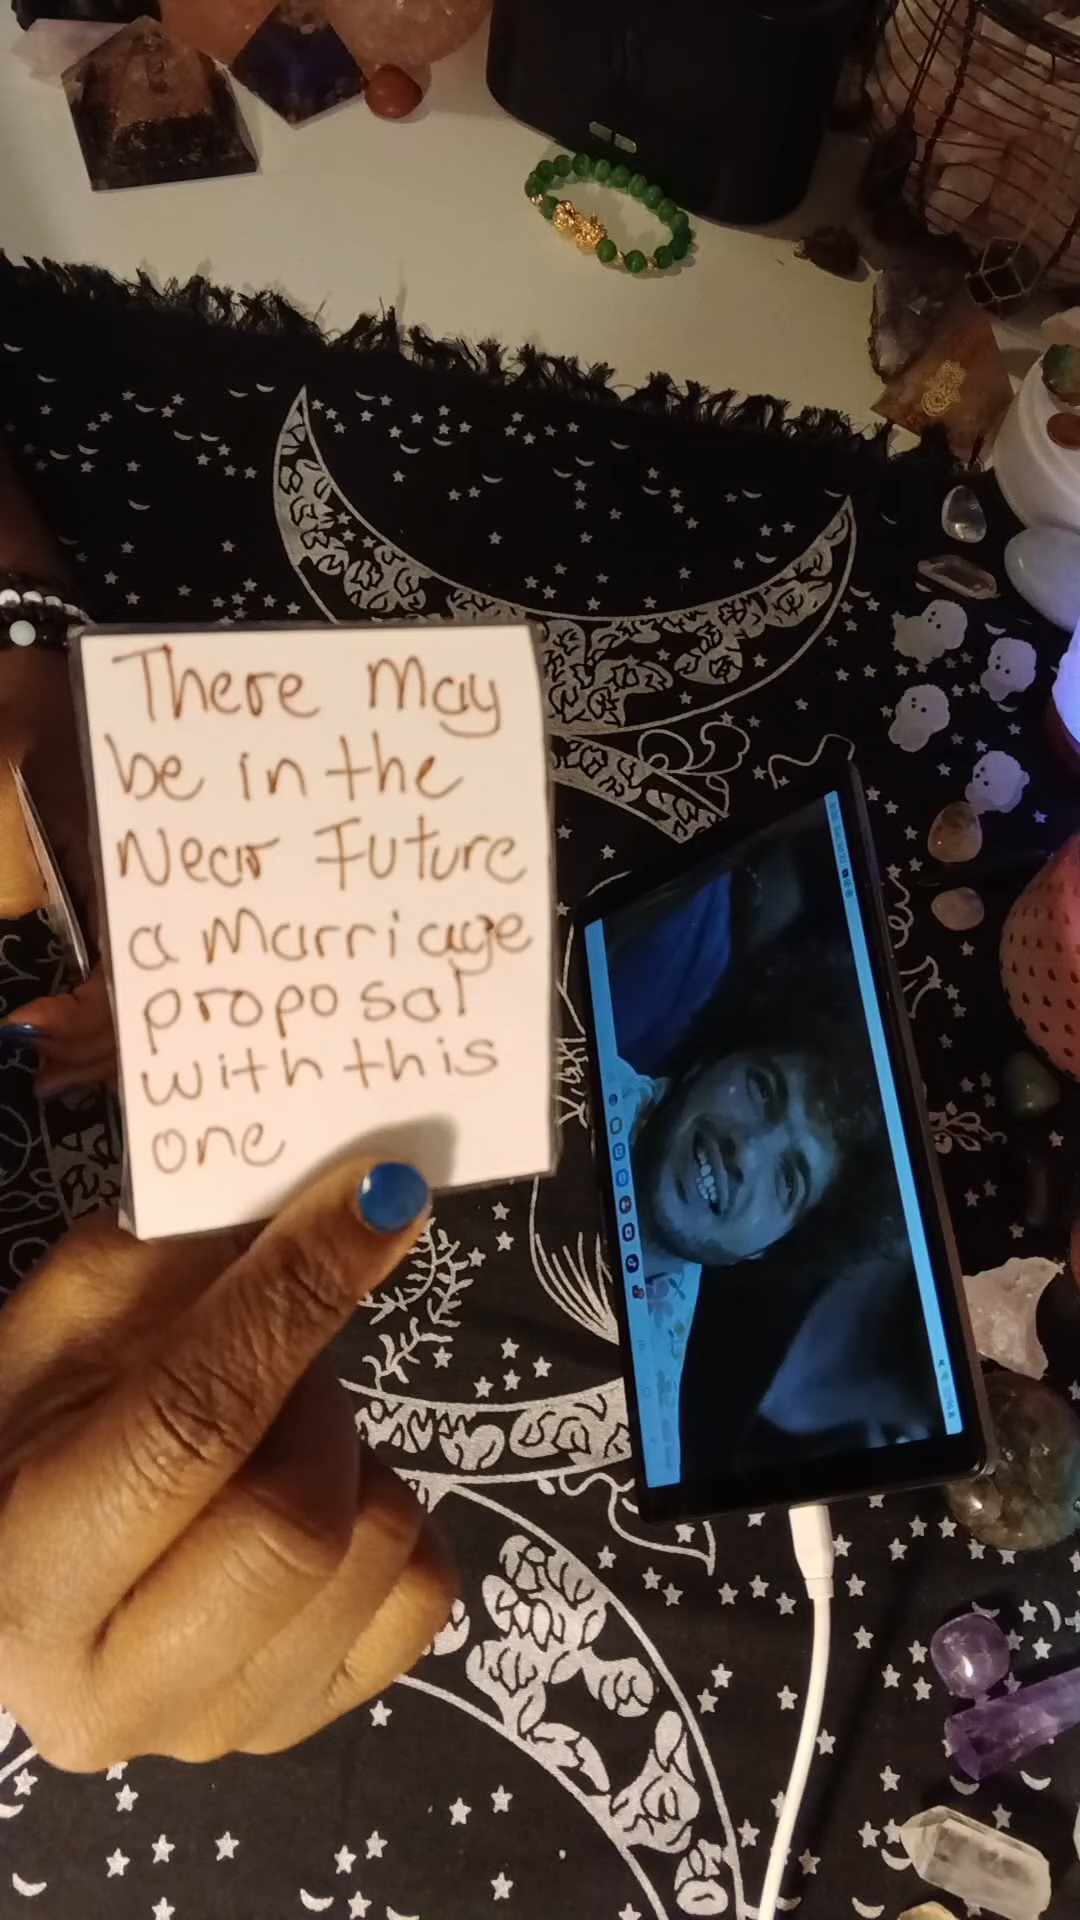 There May
be in the
Near Future
a Marriage
proposal
with this
one